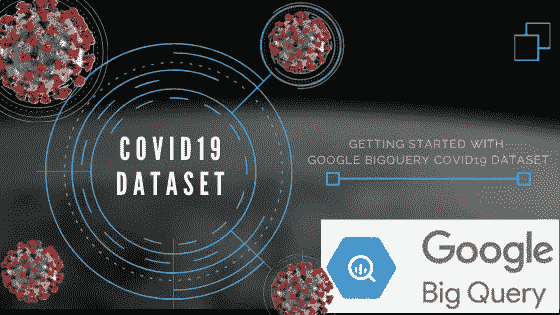 COVID19
DATASET
GETTING STARTED WITH
GOOGLE BIGQUERY COVID19 DATASET
Google
Big Query